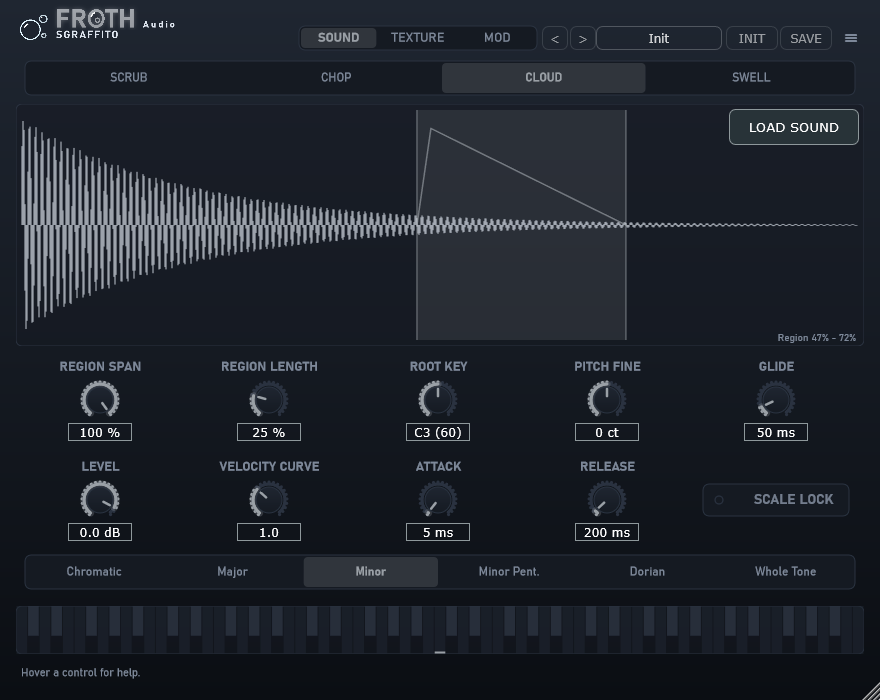 FROTH Audio
SGRAFFITO
SOUND TEXTURE MOD < > Init INIT SAVE
SCRUB CHOP CLOUD SWELL
LOAD SOUND
Region 47% – 72%
REGION SPAN REGION LENGTH ROOT KEY PITCH FINE GLIDE
100 % 25 % C3 (60) 0 ct 50 ms
LEVEL VELOCITY CURVE ATTACK RELEASE
SCALE LOCK
0.0 dB 1.0 5 ms 200 ms
Chromatic Major Minor Minor Pent. Dorian Whole Tone
Hover a control for help.